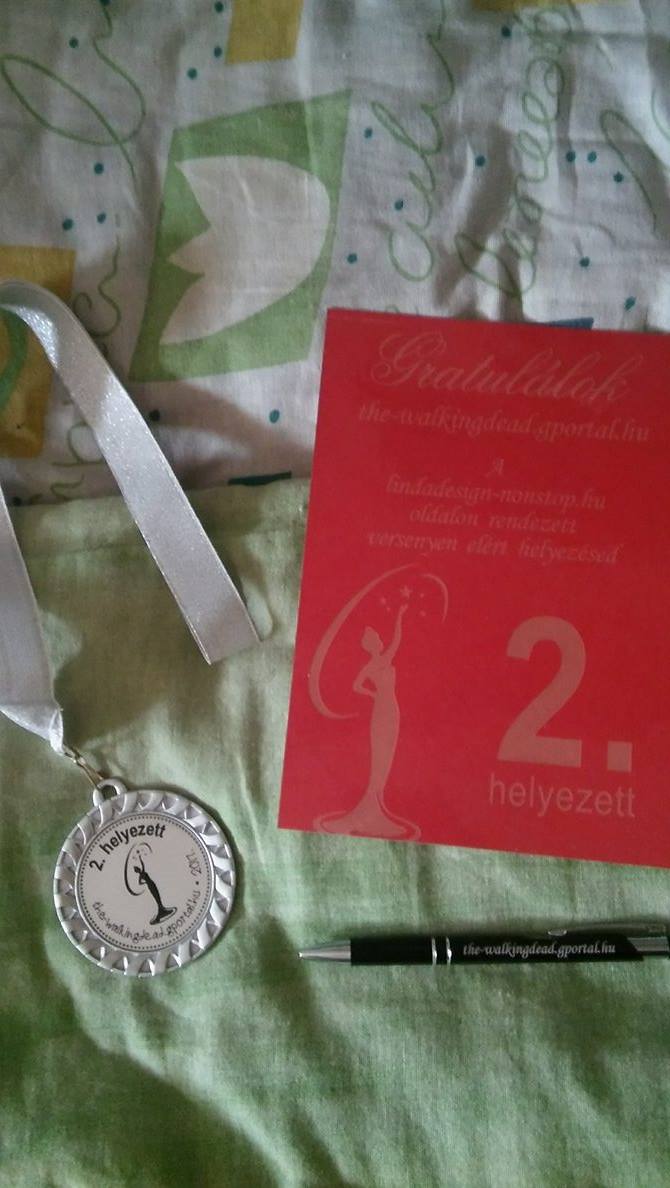 Gratulálok
the-walkingdead.gportal.hu
A
lindadesign-nonstop.hu
oldalon rendezett
versenyen elért helyezésed
2.
helyezett
2. helyezett
2017
the-walkingdead.gportal.hu
the-walkingdead.gportal.hu